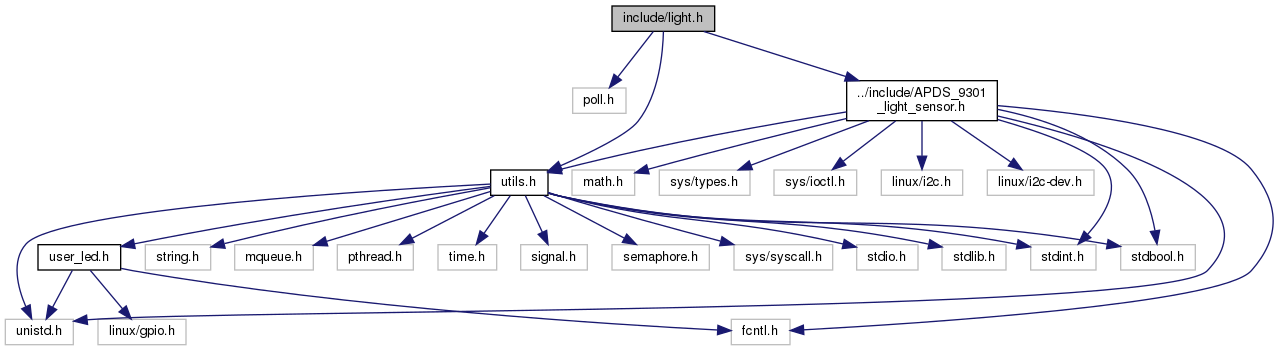 include/light.h
poll.h
../include/APDS_9301
_light_sensor.h
utils.h
math.h
sys/types.h
sys/ioctl.h
linux/i2c.h
linux/i2c-dev.h
user_led.h
string.h
mqueue.h
pthread.h
time.h
signal.h
semaphore.h
sys/syscall.h
stdio.h
stdlib.h
stdint.h
stdbool.h
unistd.h
linux/gpio.h
fcntl.h